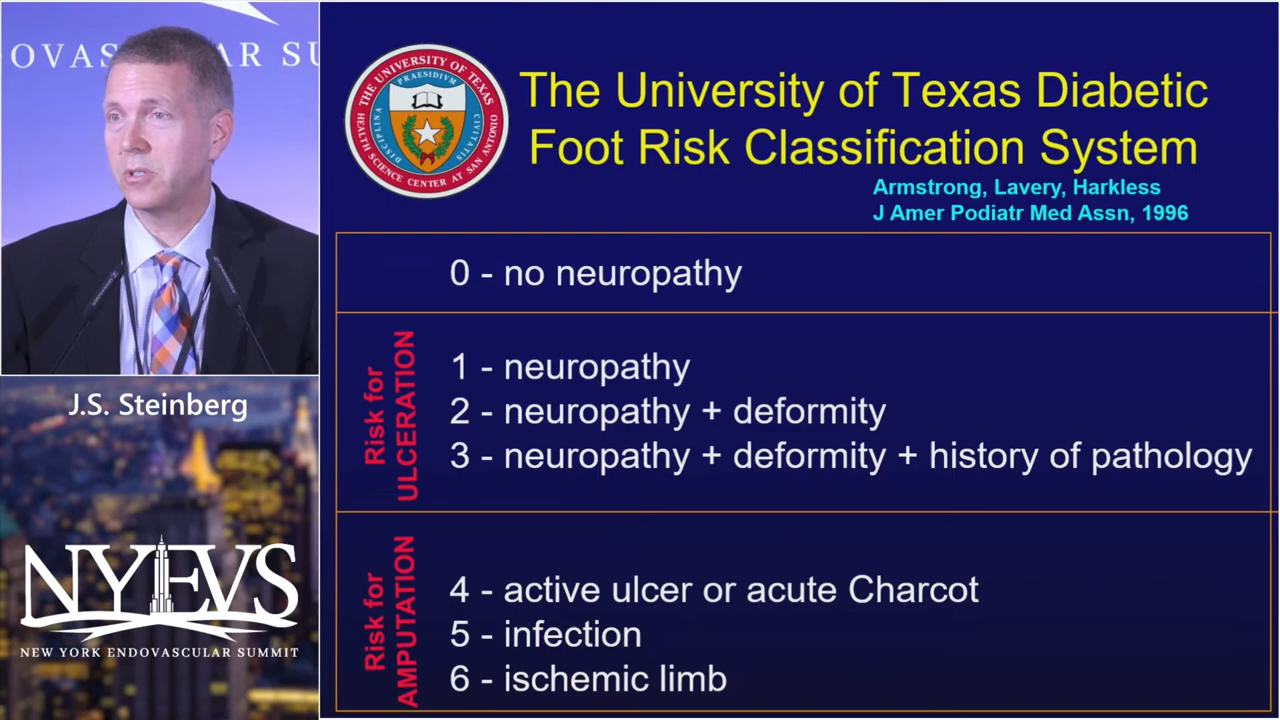 OVAS AR SU
J.S. Steinberg
NYEVS
NEW YORK ENDOVASCULAR SUMMIT
THE UNIVERSITY OF TEXAS
HEALTH SCIENCE CENTER AT SAN ANTONIO
PRAESIDIVM
DISCIPLINA
CIVITATIS
The University of Texas Diabetic
Foot Risk Classification System
Armstrong, Lavery, Harkless
J Amer Podiatr Med Assn, 1996
0 - no neuropathy
Risk for
ULCERATION
1 - neuropathy
2 - neuropathy + deformity
3 - neuropathy + deformity + history of pathology
Risk for
AMPUTATION
4 - active ulcer or acute Charcot
5 - infection
6 - ischemic limb